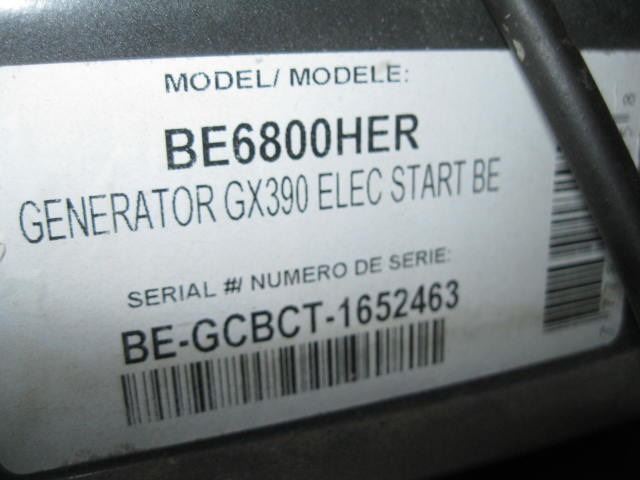 MODEL/ MODELE:
BE6800HER
GENERATOR GX390 ELEC START BE
SERIAL #/ NUMERO DE SERIE:
BE-GCBCT-1652463